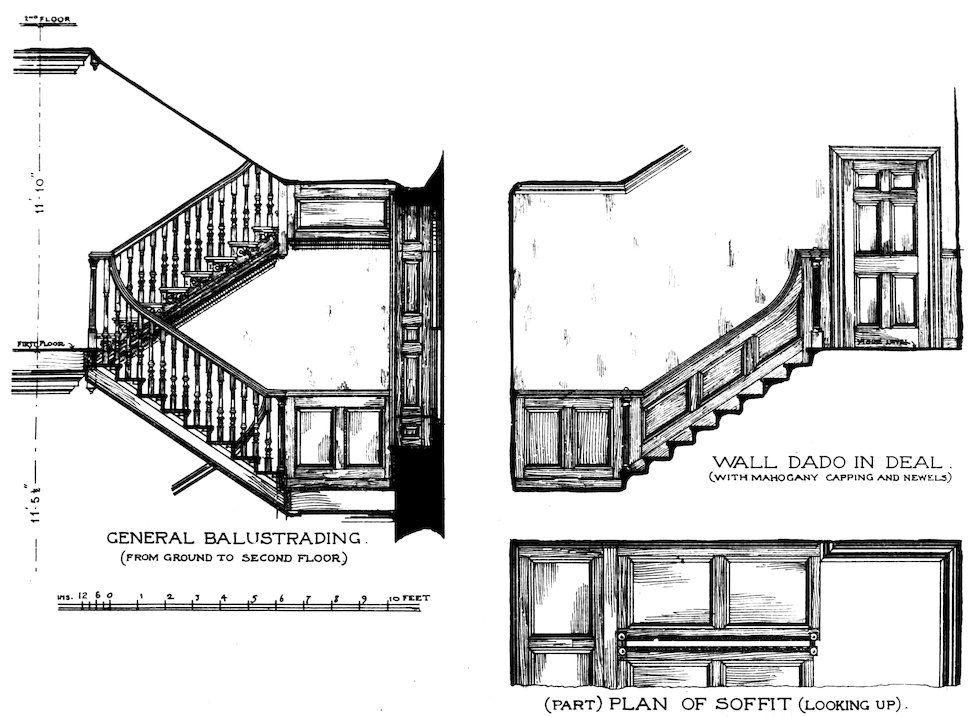 2ND FLOOR
11'·10"
FIRST FLOOR
11'·5½"
GENERAL BALUSTRADING.
(FROM GROUND TO SECOND FLOOR)
INS. 12 6 0 1 2 3 4 5 6 7 8 9 10 FEET
FLOOR LEVEL
WALL DADO IN DEAL.
(WITH MAHOGANY CAPPING AND NEWELS)
(PART) PLAN OF SOFFIT (LOOKING UP).